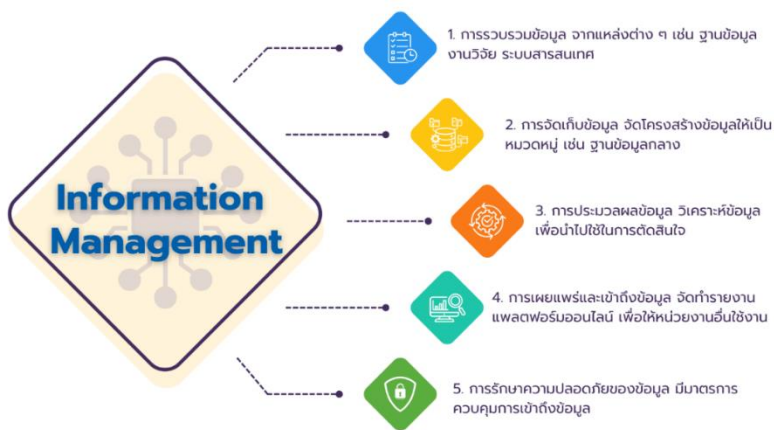 Information
Management
1. การรวบรวมข้อมูล จากแหล่งต่าง ๆ เช่น ฐานข้อมูล
งานวิจัย ระบบสารสนเทศ
2. การจัดเก็บข้อมูล จัดโครงสร้างข้อมูลให้เป็น
หมวดหมู่ เช่น ฐานข้อมูลกลาง
3. การประมวลผลข้อมูล วิเคราะห์ข้อมูล
เพื่อนำไปใช้ในการตัดสินใจ
4. การเผยแพร่และเข้าถึงข้อมูล จัดทำรายงาน
แพลตฟอร์มออนไลน์ เพื่อให้หน่วยงานอื่นใช้งาน
5. การรักษาความปลอดภัยของข้อมูล มีมาตรการ
ควบคุมการเข้าถึงข้อมูล